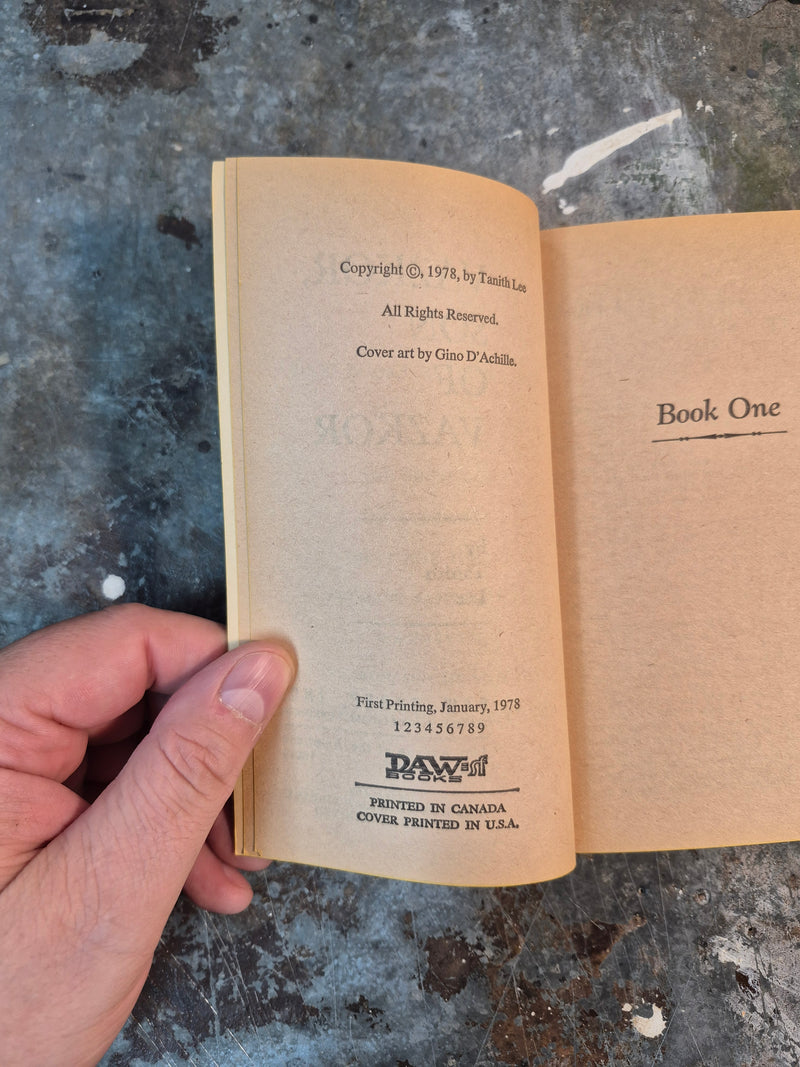 Copyright ©, 1978, by Tanith Lee
All Rights Reserved.
Cover art by Gino D'Achille.
First Printing, January, 1978
1 2 3 4 5 6 7 8 9
DAW=sf
BOOKS
PRINTED IN CANADA
COVER PRINTED IN U.S.A.
Book One